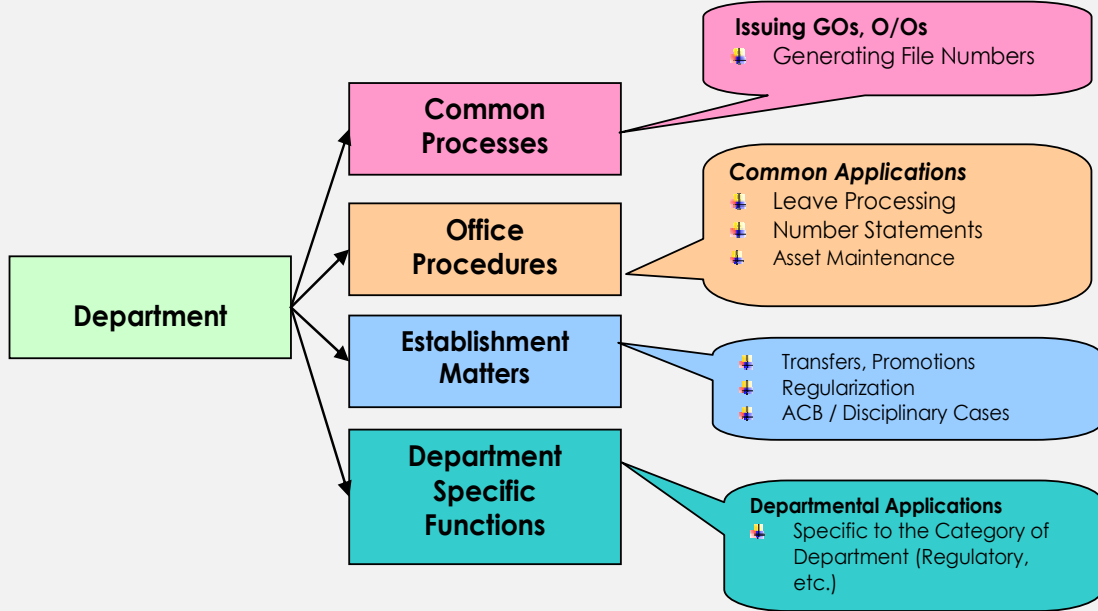 Department
Common
Processes
Issuing GOs, O/Os
Generating File Numbers
Office
Procedures
Common Applications
Leave Processing
Number Statements
Asset Maintenance
Establishment
Matters
Transfers, Promotions
Regularization
ACB / Disciplinary Cases
Department
Specific
Functions
Departmental Applications
Specific to the Category of
Department (Regulatory,
etc.)